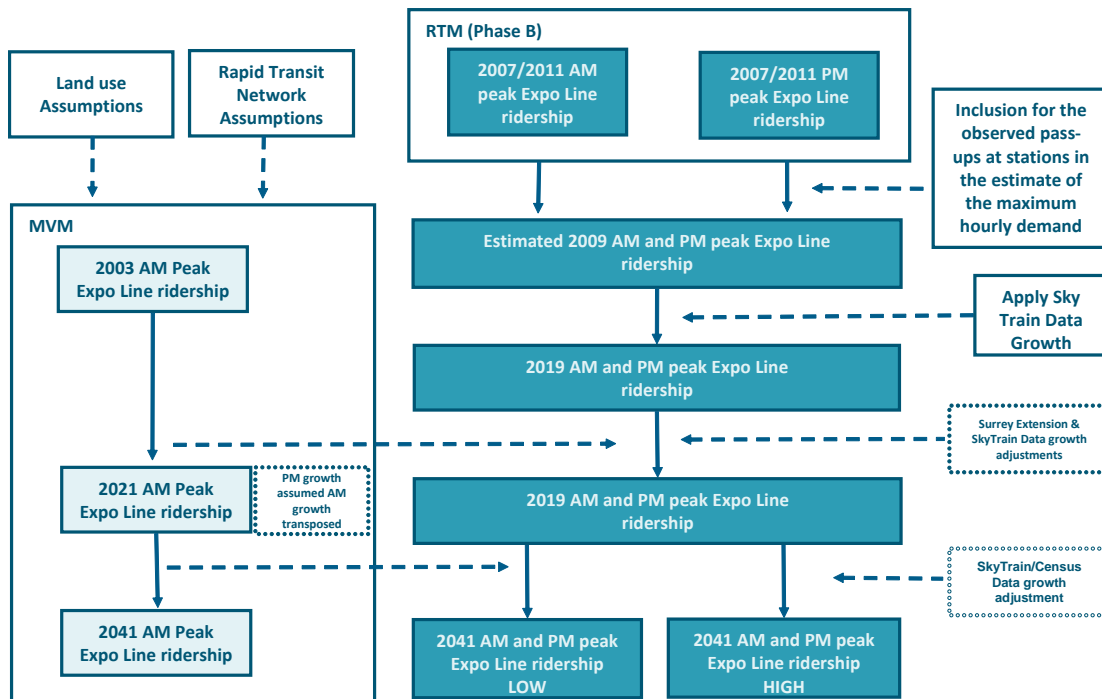 RTM (Phase B)
2007/2011 AM
peak Expo Line
ridership
2007/2011 PM
peak Expo Line
ridership
Land use
Assumptions
Rapid Transit
Network
Assumptions
Inclusion for the
observed pass-
ups at stations in
the estimate of
the maximum
hourly demand
MVM
2003 AM Peak
Expo Line ridership
Estimated 2009 AM and PM peak Expo Line
ridership
Apply Sky
Train Data
Growth
2019 AM and PM peak Expo Line
ridership
Surrey Extension &
SkyTrain Data growth
adjustments
2021 AM Peak
Expo Line ridership
PM growth
assumed AM
growth
transposed
2019 AM and PM peak Expo Line
ridership
SkyTrain/Census
Data growth
adjustment
2041 AM Peak
Expo Line ridership
2041 AM and PM peak
Expo Line ridership
LOW
2041 AM and PM peak
Expo Line ridership
HIGH